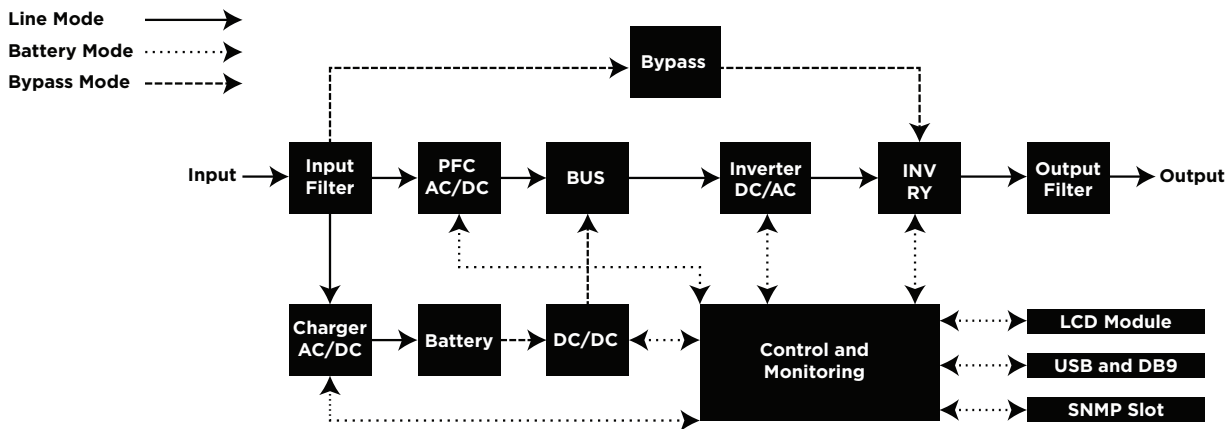 Line Mode
Battery Mode
Bypass Mode
Bypass
Input
Input
Filter
PFC
AC/DC
BUS
Inverter
DC/AC
INV
RY
Output
Filter
Output
Charger
AC/DC
Battery
DC/DC
Control and
Monitoring
LCD Module
USB and DB9
SNMP Slot